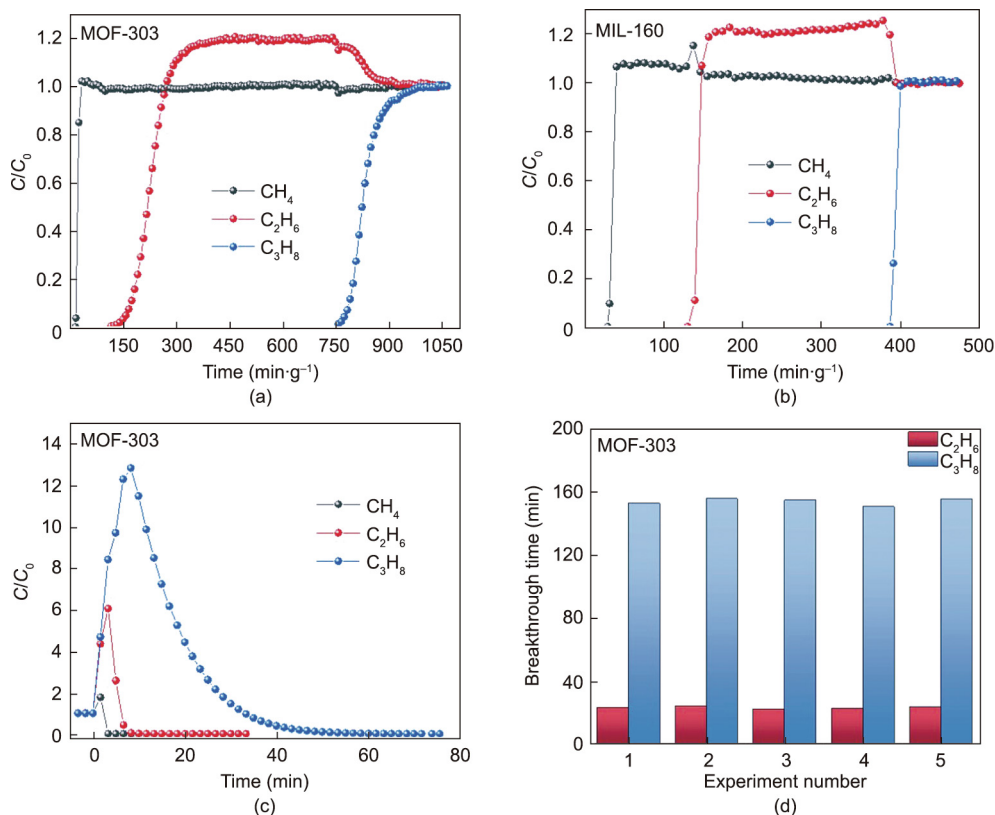 MOF-303
C/C₀
1.2
1.0
0.8
0.6
0.4
0.2
0
CH₄
C₂H₆
C₃H₈
150 300 450 600 750 900 1050
Time (min·g⁻¹)
(a)
MIL-160
C/C₀
1.2
1.0
0.8
0.6
0.4
0.2
0
CH₄
C₂H₆
C₃H₈
100 200 300 400 500
Time (min·g⁻¹)
(b)
MOF-303
C/C₀
14
12
10
8
6
4
2
0
CH₄
C₂H₆
C₃H₈
0 20 40 60 80
Time (min)
(c)
MOF-303
C₂H₆
C₃H₈
Breakthrough time (min)
200
160
120
80
40
0
1 2 3 4 5
Experiment number
(d)